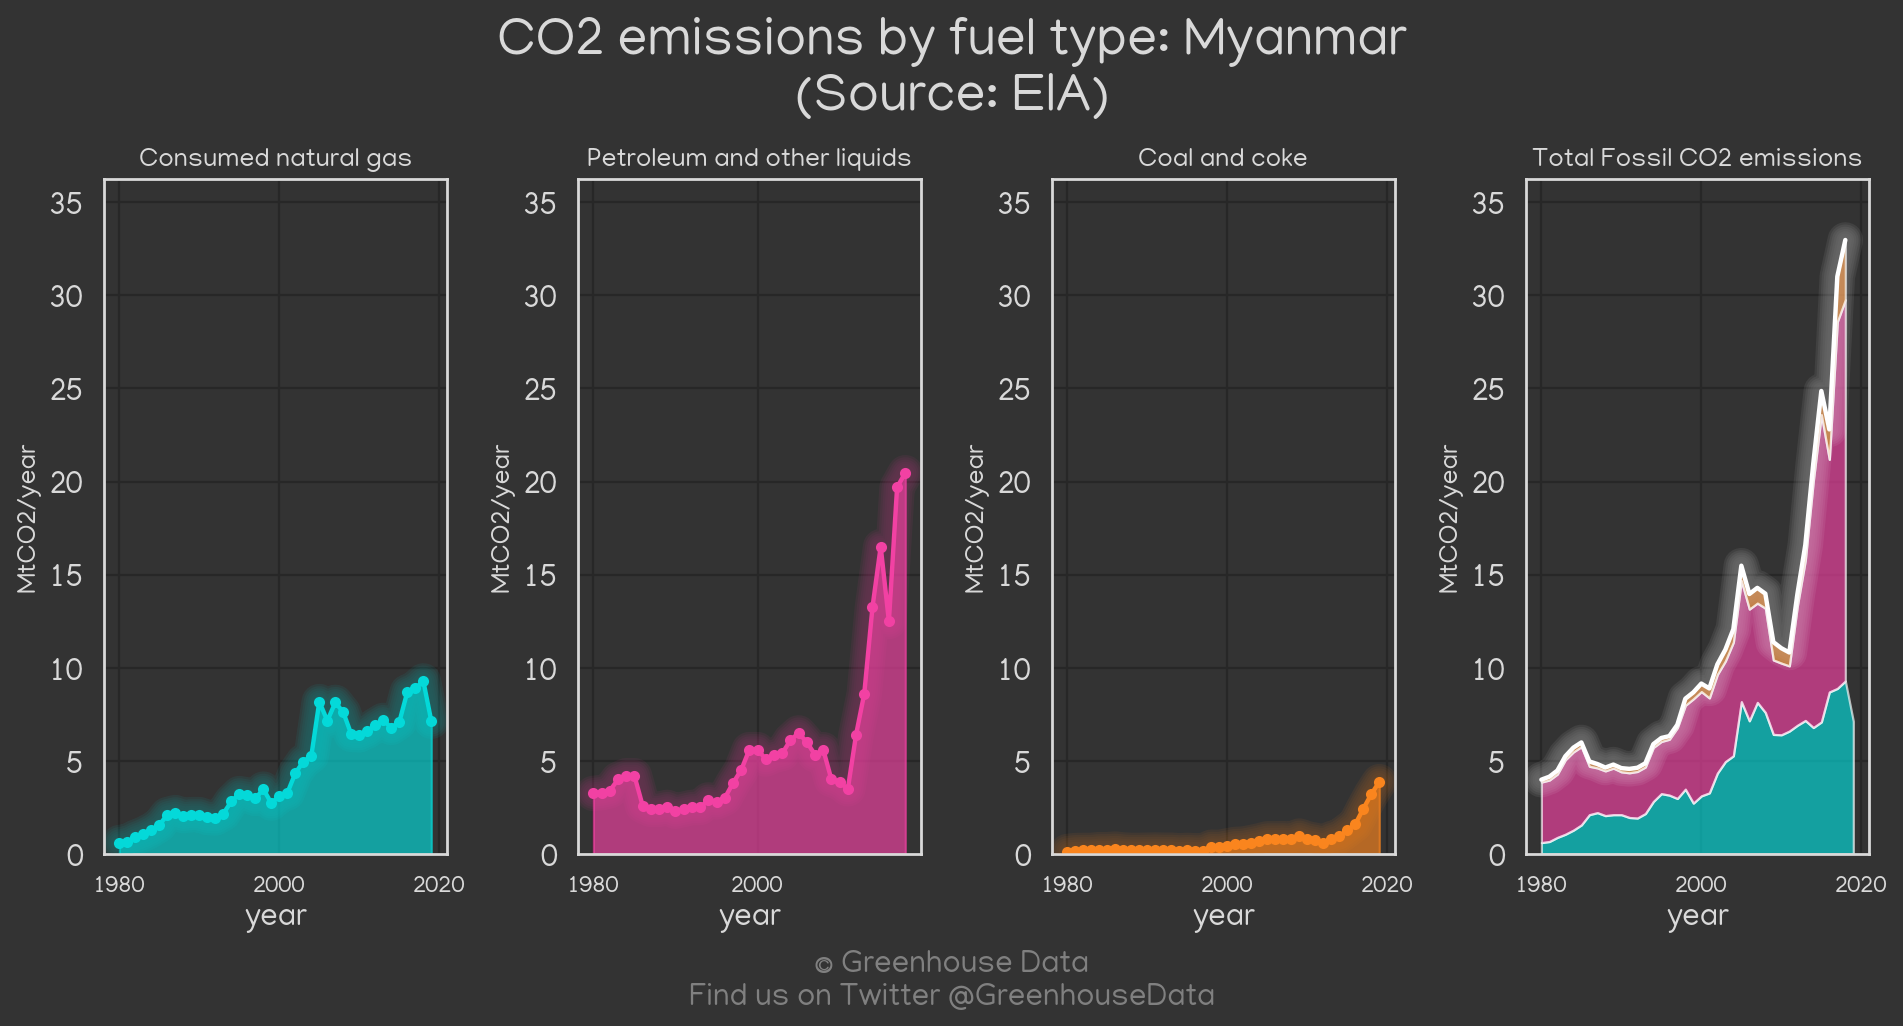 CO2 emissions by fuel type: Myanmar
(Source: EIA)
Consumed natural gas
Petroleum and other liquids
Coal and coke
Total Fossil CO2 emissions
35
30
25
20
15
10
5
0
MtCO2/year
1980 2000 2020
year
35
30
25
20
15
10
5
0
MtCO2/year
1980 2000
year
35
30
25
20
15
10
5
0
MtCO2/year
1980 2000 2020
year
35
30
25
20
15
10
5
0
MtCO2/year
1980 2000 2020
year
© Greenhouse Data
Find us on Twitter @GreenhouseData